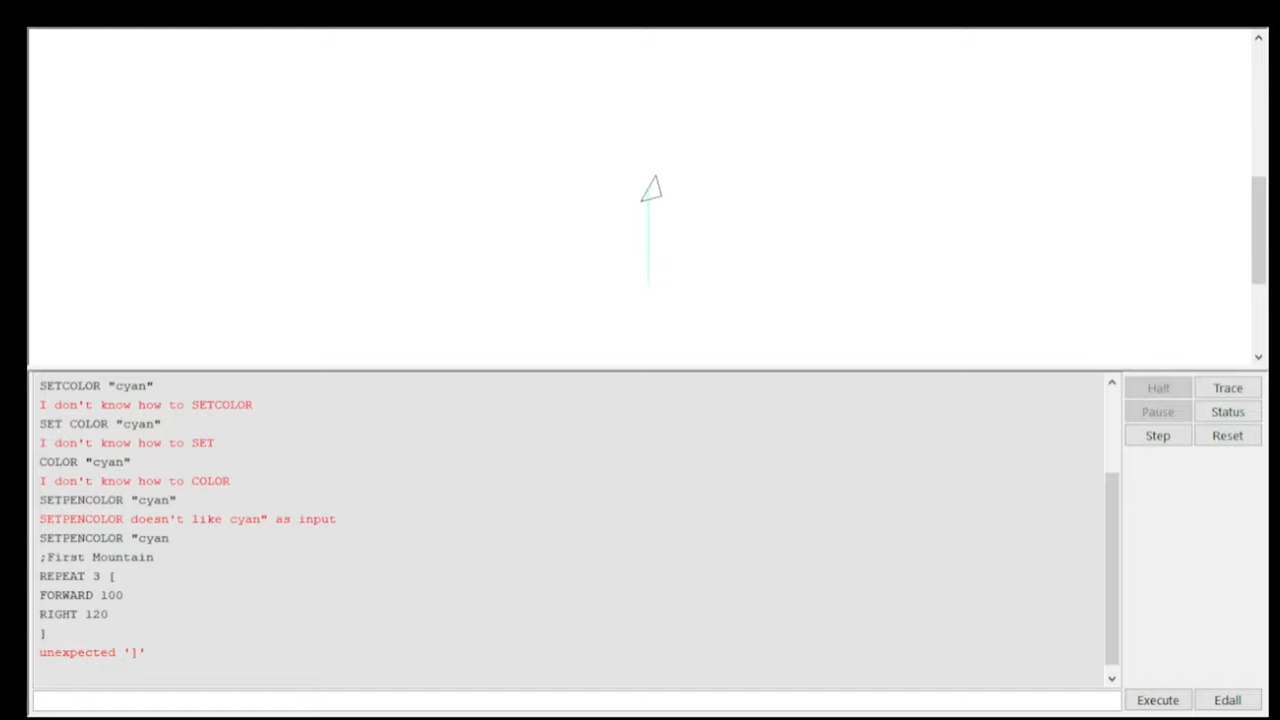 SETCOLOR "cyan"
I don't know how to SETCOLOR
SET COLOR "cyan"
I don't know how to SET
COLOR "cyan"
I don't know how to COLOR
SETPENCOLOR "cyan"
SETPENCOLOR doesn't like cyan" as input
SETPENCOLOR "cyan
;First Mountain
REPEAT 3 [
FORWARD 100
RIGHT 120
]
unexpected ']'
Halt
Trace
Pause
Status
Step
Reset
Execute
Edall